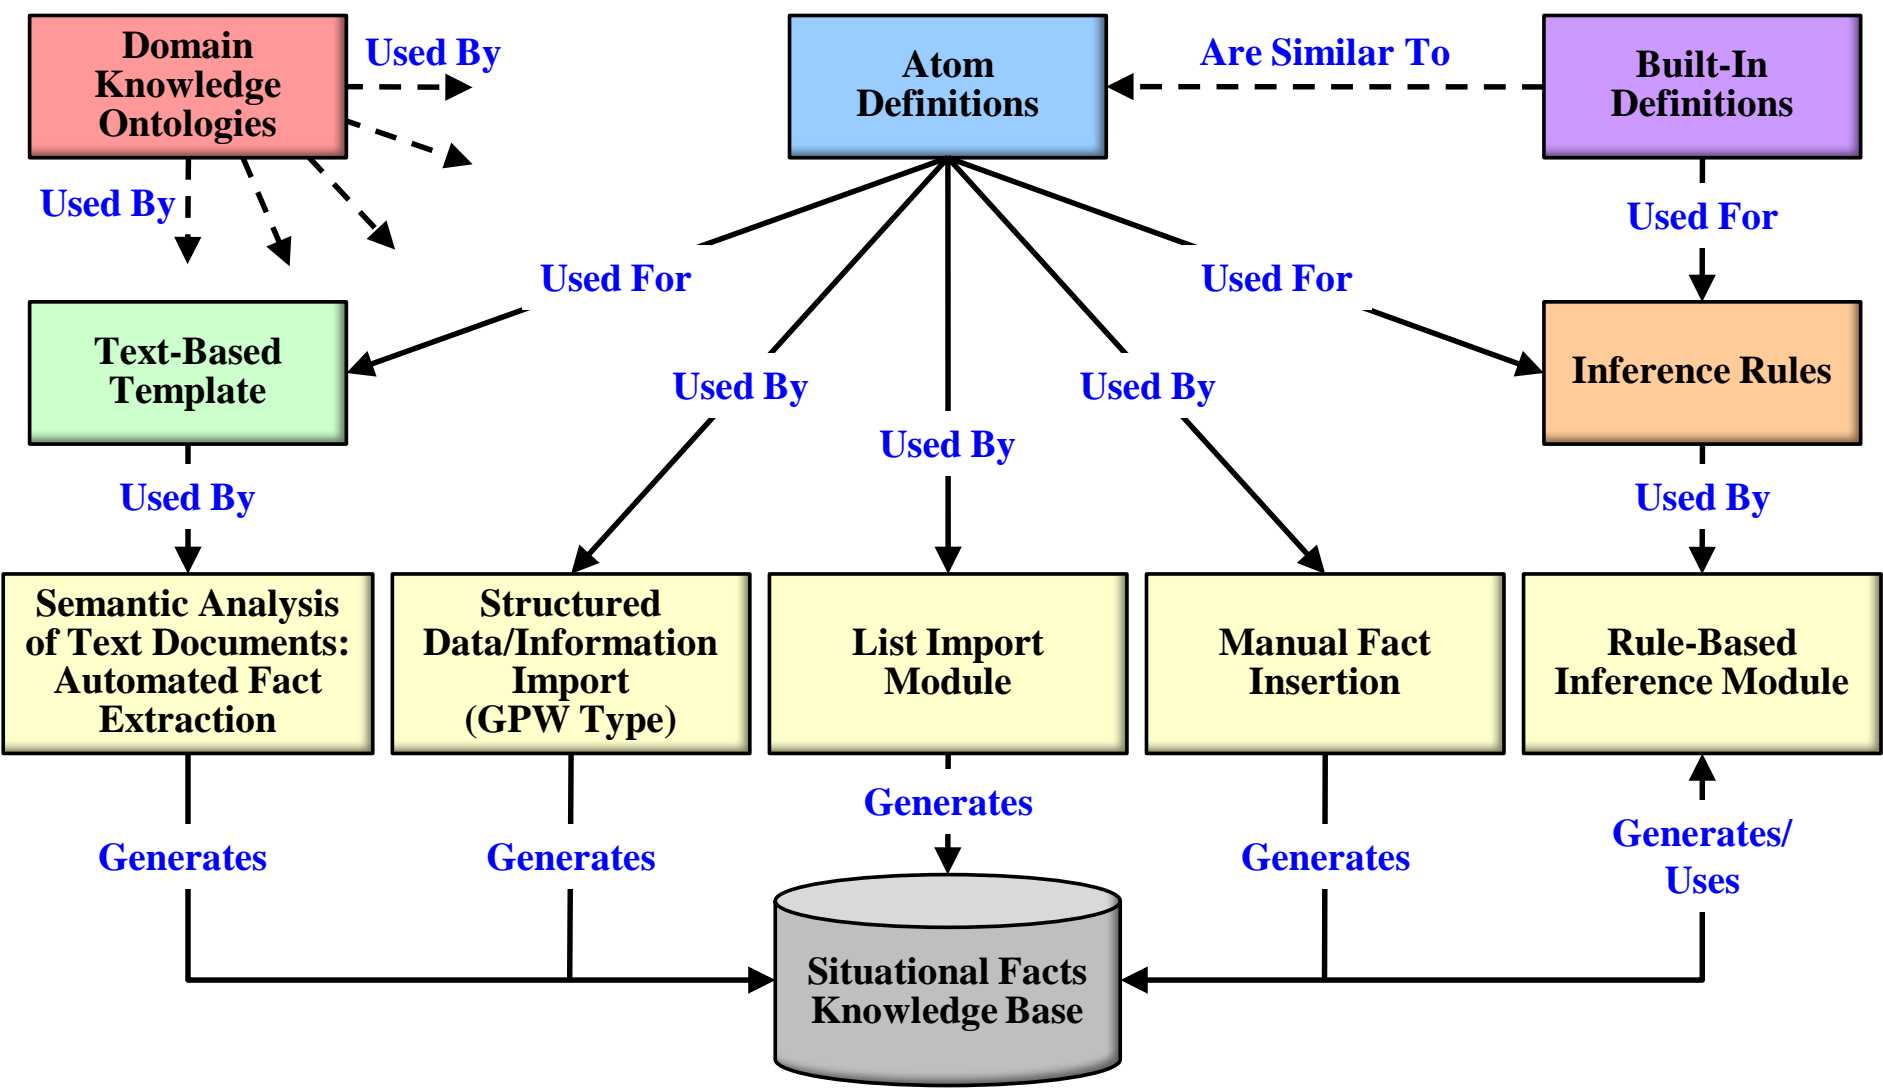 Domain
Knowledge
Ontologies
Used By
Used By
Atom
Definitions
Are Similar To
Built-In
Definitions
Used For
Used For
Used For
Text-Based
Template
Used By
Used By
Used By
Inference Rules
Used By
Used By
Semantic Analysis
of Text Documents:
Automated Fact
Extraction
Structured
Data/Information
Import
(GPW Type)
List Import
Module
Manual Fact
Insertion
Rule-Based
Inference Module
Generates
Generates
Generates
Generates
Generates/
Uses
Situational Facts
Knowledge Base